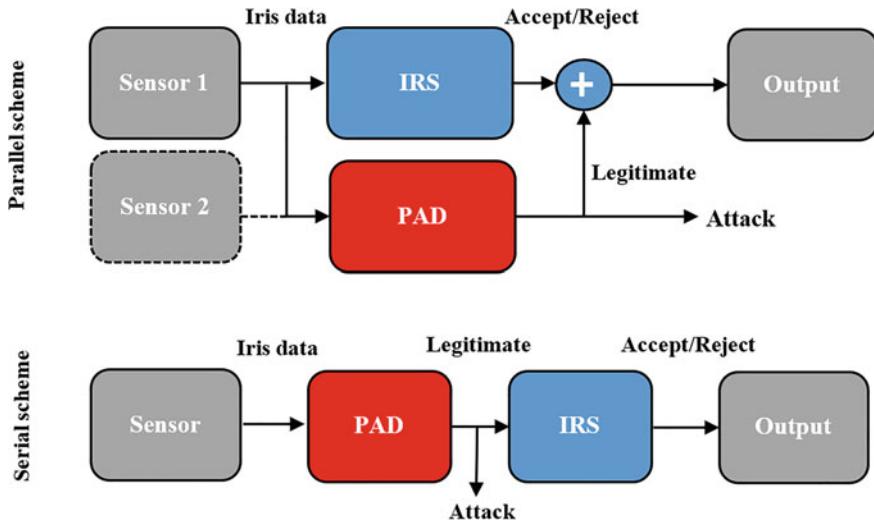 Parallel scheme
Iris data
Accept/Reject
Sensor 1
IRS
+
Output
Sensor 2
PAD
Legitimate
Attack
Serial scheme
Iris data
Legitimate
Accept/Reject
Sensor
PAD
IRS
Output
Attack